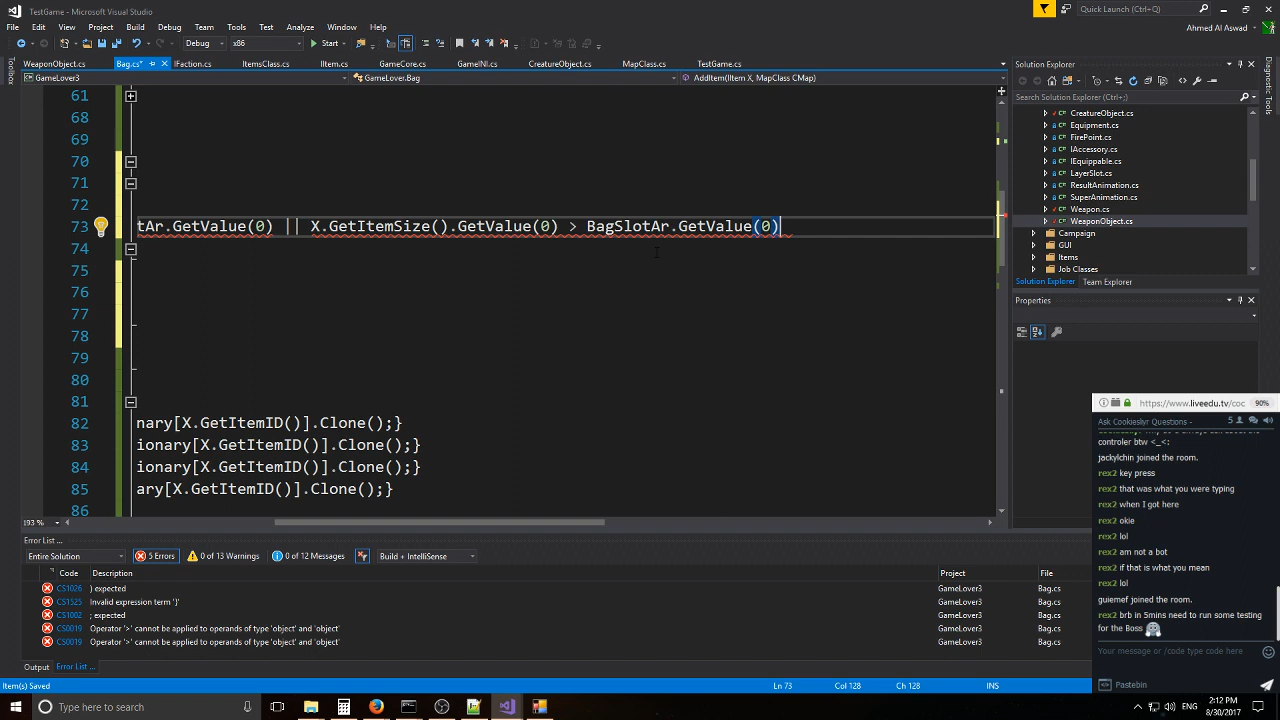 TestGame - Microsoft Visual Studio
Quick Launch (Ctrl+Q)
File Edit View Project Build Debug Team Tools Test Analyze Window Help
Ahmed Al Aswad
Debug x86 Start
WeaponObject.cs Bag.cs* IFaction.cs ItemsClass.cs IItem.cs GameCore.cs GameINI.cs CreatureObject.cs MapClass.cs TestGame.cs
GameLover3 GameLover.Bag AddItem(IItem X, MapClass CMap)
Toolbox
61
68
69
70
71
72
73 tAr.GetValue(0) || X.GetItemSize().GetValue(0) > BagSlotAr.GetValue(0)
74
75
76
77
78
79
80
81
82 nary[X.GetItemID()].Clone();}
83 ionary[X.GetItemID()].Clone();}
84 ionary[X.GetItemID()].Clone();}
85 ary[X.GetItemID()].Clone();}
86
193 %
Solution Explorer
Search Solution Explorer (Ctrl+;)
CreatureObject.cs
Equipment.cs
FirePoint.cs
IAccessory.cs
IEquippable.cs
LayerSlot.cs
ResultAnimation.cs
SuperAnimation.cs
Weapon.cs
WeaponObject.cs
Campaign
GUI
Items
Job Classes
Solution Explorer Team Explorer
Properties
Diagnostic Tools
Error List ...
Entire Solution 5 Errors 0 of 13 Warnings 0 of 12 Messages Build + IntelliSense
Code Description Project File
CS1026 ) expected GameLover3 Bag.cs
CS1525 Invalid expression term '}' GameLover3 Bag.cs
CS1002 ; expected GameLover3 Bag.cs
CS0019 Operator '>' cannot be applied to operands of type 'object' and 'object' GameLover3 Bag.cs
CS0019 Operator '>' cannot be applied to operands of type 'object' and 'object' GameLover3 Bag.cs
Output Error List ...
Item(s) Saved Ln 73 Col 128 Ch 128 INS
https://www.liveedu.tv/coc 90%
Ask Cookieslyr Questions - 5
controler btw <_<:
jackylchin joined the room.
rex2 key press
rex2 that was what you were typing
rex2 when I got here
rex2 okie
rex2 lol
rex2 am not a bot
rex2 if that is what you mean
rex2 lol
guiemef joined the room.
rex2 brb in 5mins need to run some testing
for the Boss
Your message or /code type code here
Pastebin
Type here to search
ENG
2:12 PM
8/30/2017